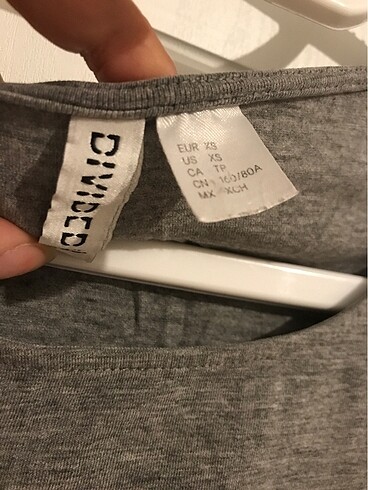 DIVIDED
EUR XS
US XS
CA TP
CN 160/80A
MX XCH